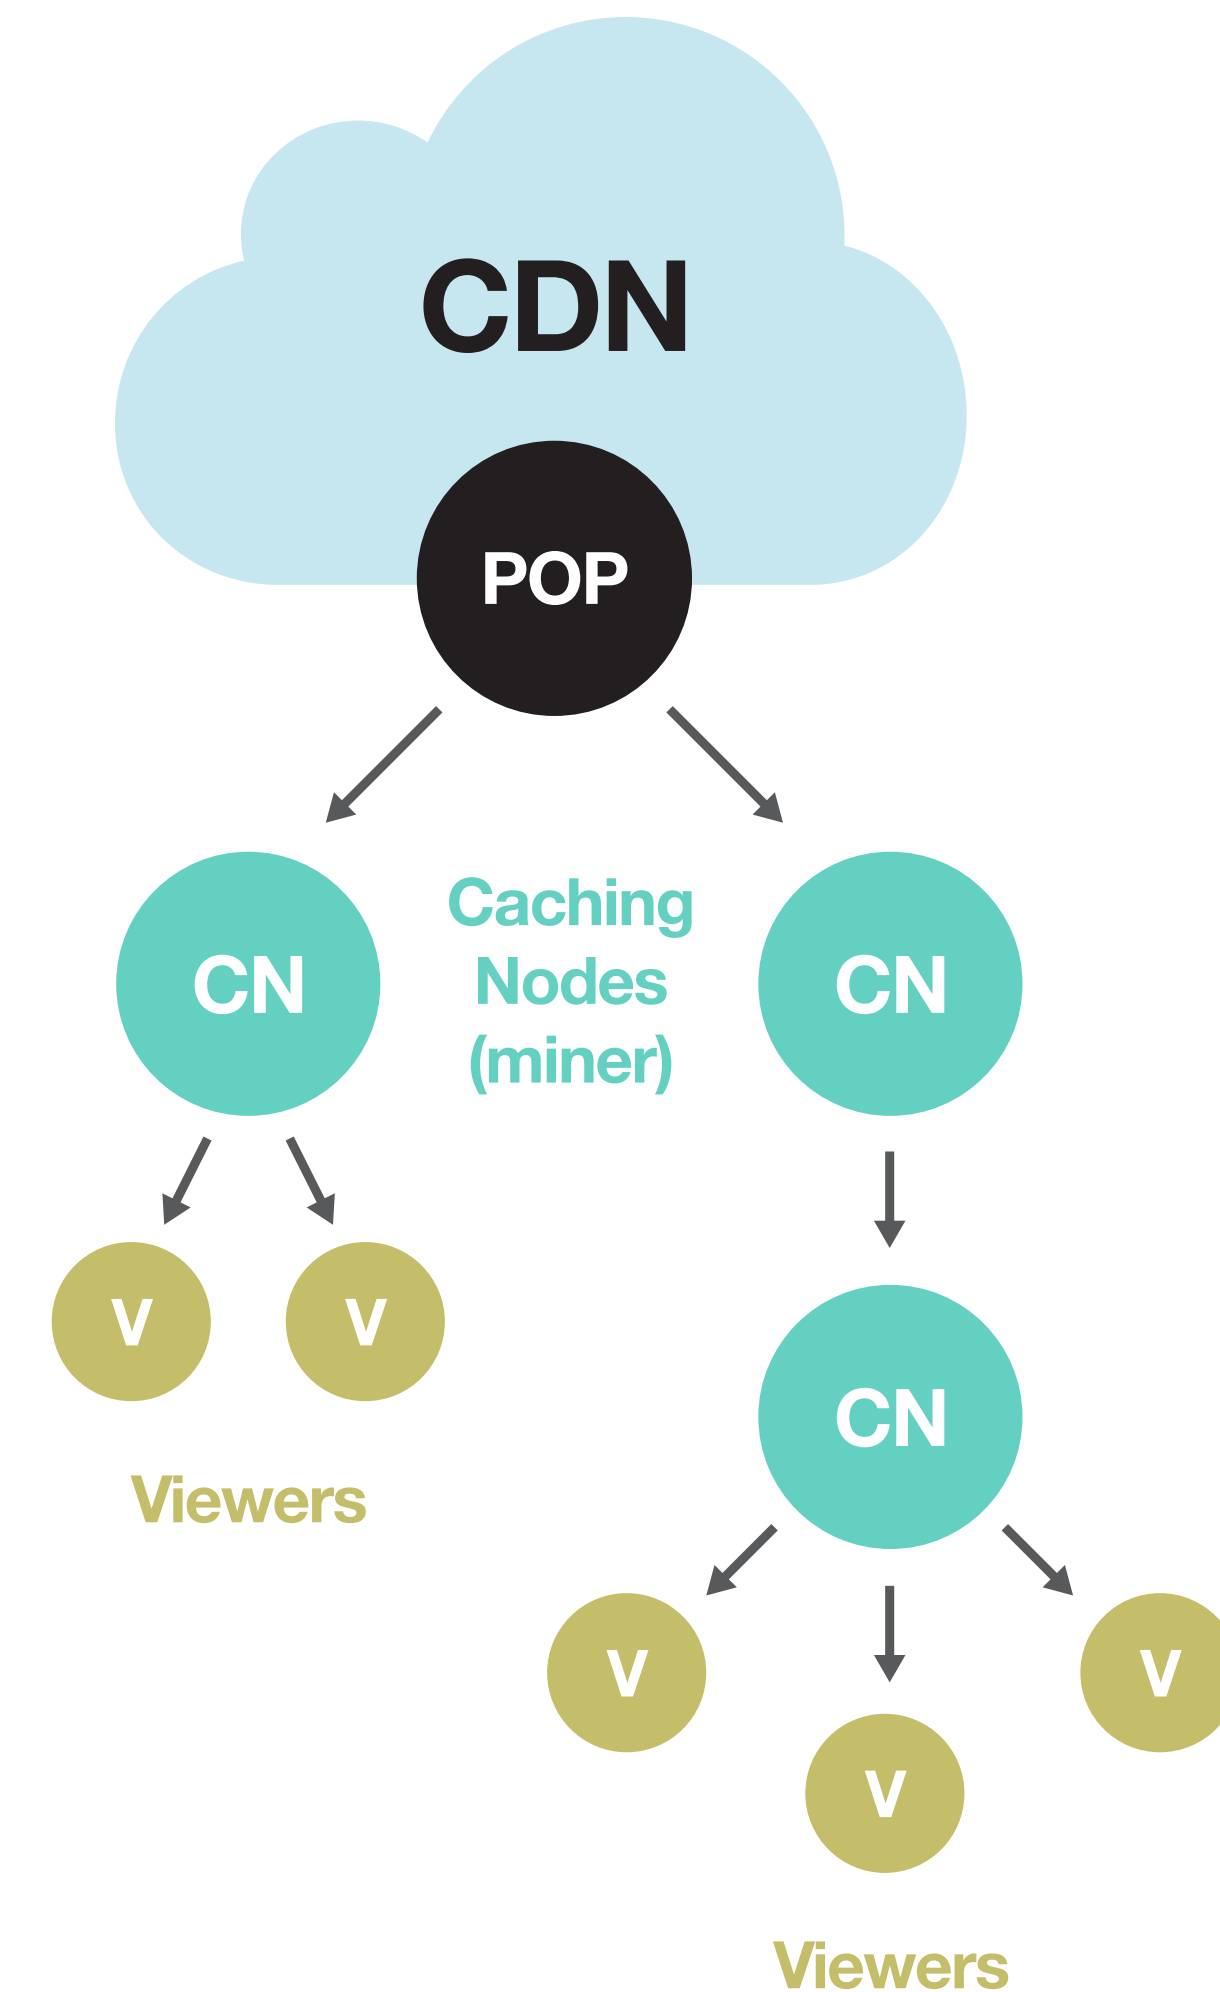 CDN
POP
CN
Caching
Nodes
(miner)
CN
V
V
CN
Viewers
V
V
V
Viewers